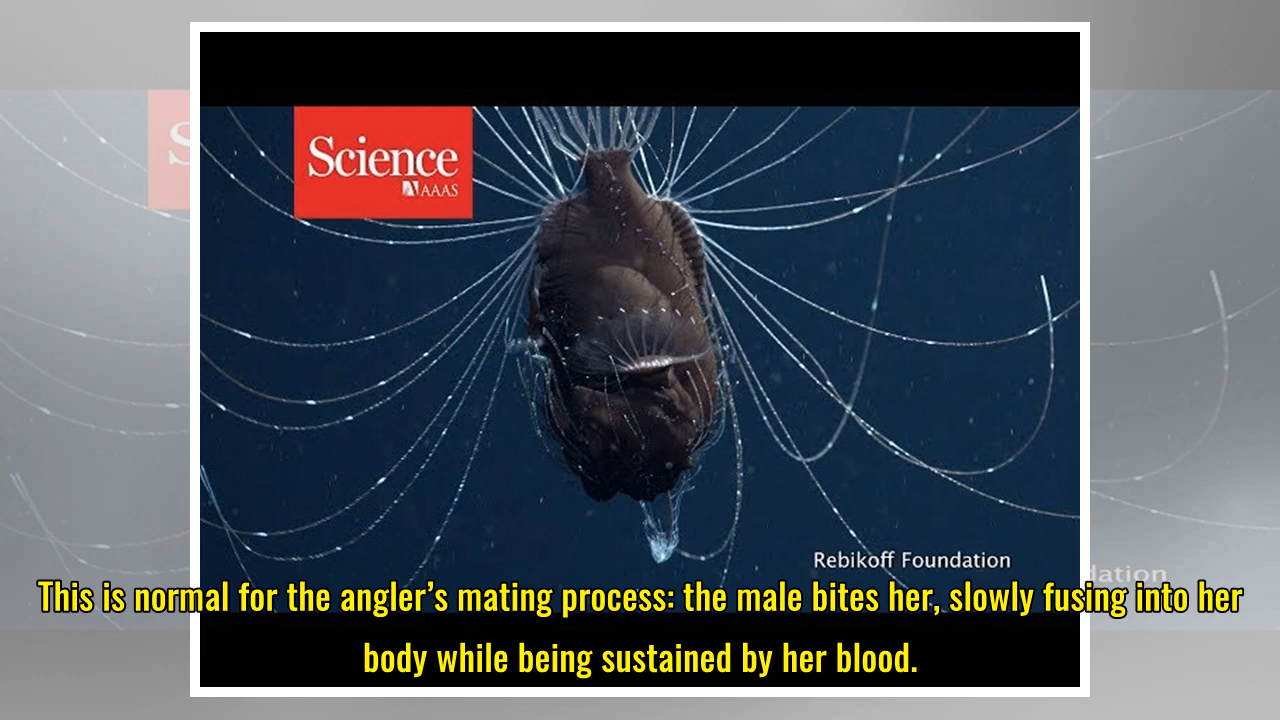 Science
AAAS
S
Rebikoff Foundation
dation
This is normal for the angler’s mating process: the male bites her, slowly fusing into her
body while being sustained by her blood.